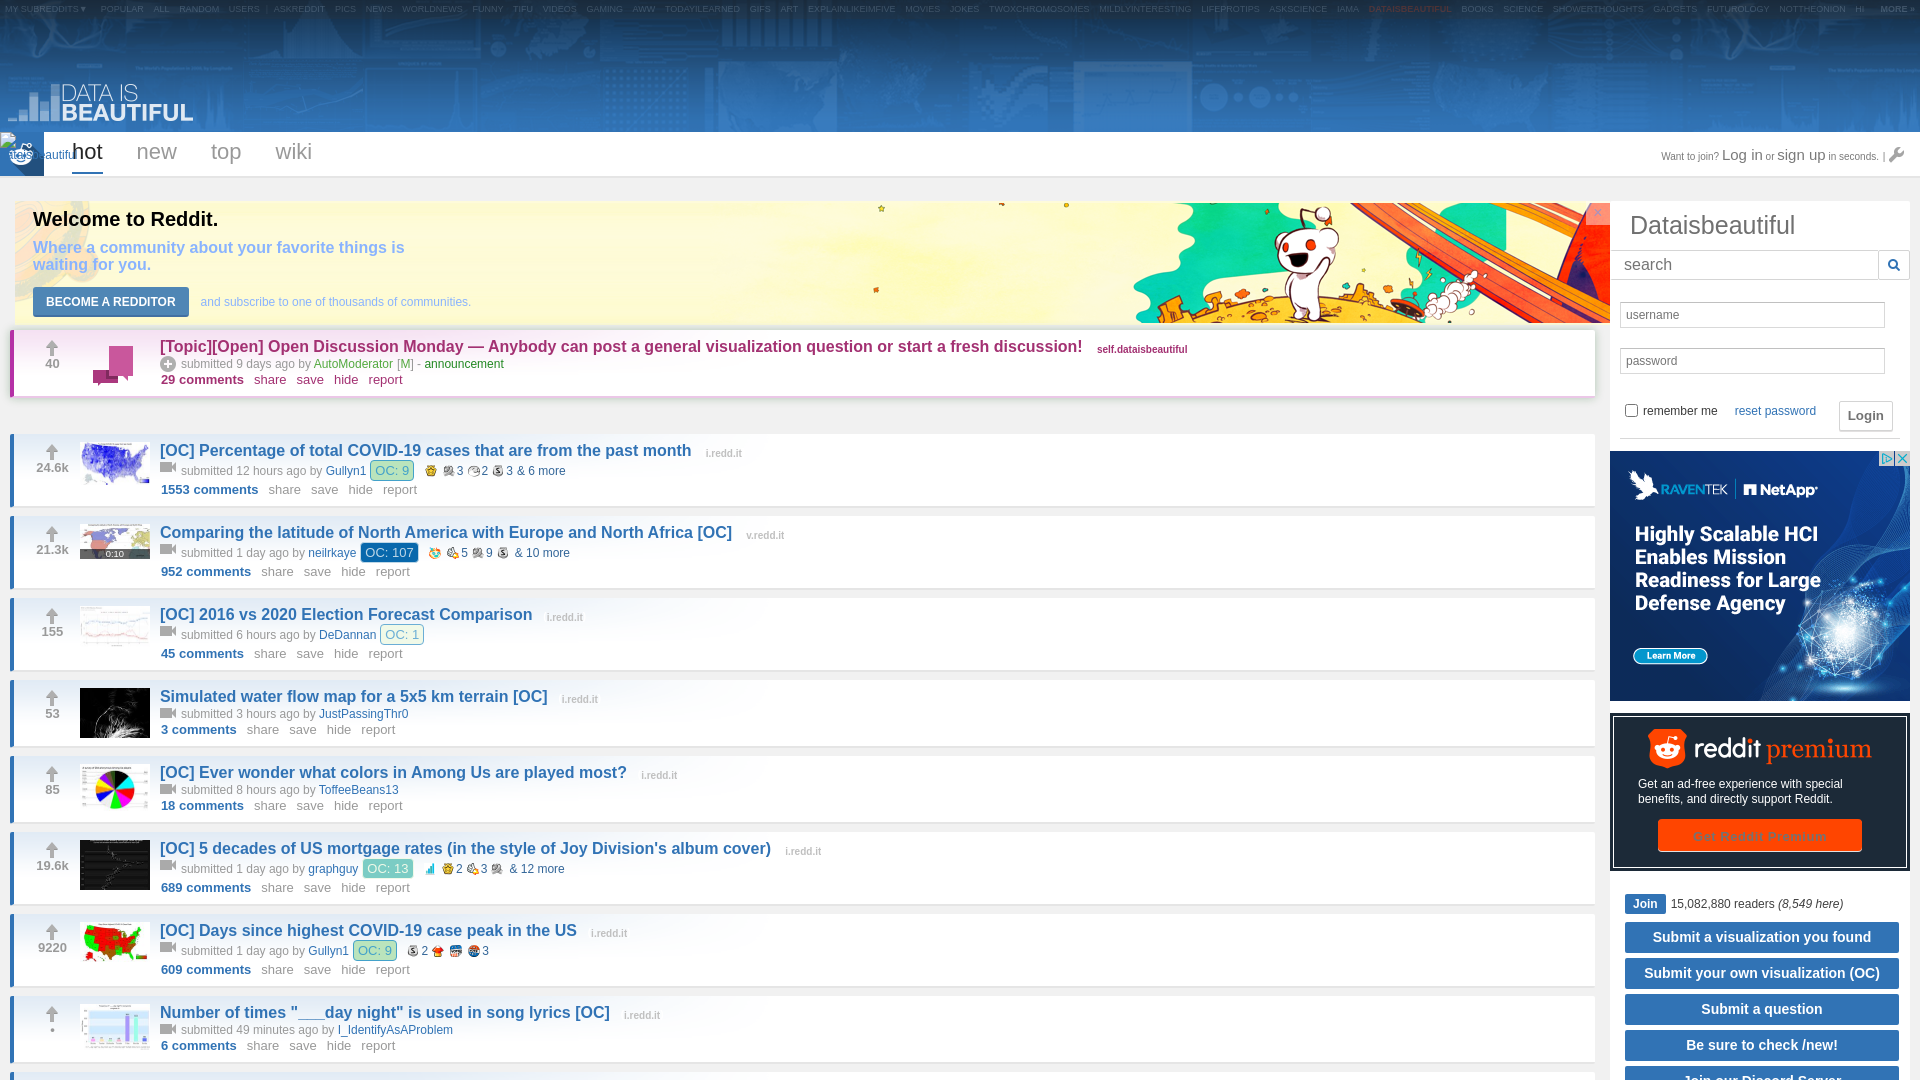 MY SUBREDDITS▼ POPULAR ALL RANDOM USERS | ASKREDDIT PICS NEWS WORLDNEWS FUNNY TIFU VIDEOS GAMING AWW TODAYILEARNED GIFS ART EXPLAINLIKEIMFIVE MOVIES JOKES TWOXCHROMOSOMES MILDLYINTERESTING LIFEPROTIPS ASKSCIENCE IAMA DATAISBEAUTIFUL BOOKS SCIENCE SHOWERTHOUGHTS GADGETS FUTUROLOGY NOTTHEONION HI MORE »
DATA IS
BEAUTIFUL
hot new top wiki
Want to join? Log in or sign up in seconds. |
Welcome to Reddit.
Where a community about your favorite things is
waiting for you.
BECOME A REDDITOR and subscribe to one of thousands of communities.
40
[Topic][Open] Open Discussion Monday — Anybody can post a general visualization question or start a fresh discussion! self.dataisbeautiful
submitted 9 days ago by AutoModerator [M] - announcement
29 comments share save hide report
24.6k
[OC] Percentage of total COVID-19 cases that are from the past month i.redd.it
submitted 12 hours ago by Gullyn1 OC: 9 3 2 3 & 6 more
1553 comments share save hide report
21.3k
0:10
Comparing the latitude of North America with Europe and North Africa [OC] v.redd.it
submitted 1 day ago by neilrkaye OC: 107 5 9 & 10 more
952 comments share save hide report
155
[OC] 2016 vs 2020 Election Forecast Comparison i.redd.it
submitted 6 hours ago by DeDannan OC: 1
45 comments share save hide report
53
Simulated water flow map for a 5x5 km terrain [OC] i.redd.it
submitted 3 hours ago by JustPassingThr0
3 comments share save hide report
85
[OC] Ever wonder what colors in Among Us are played most? i.redd.it
submitted 8 hours ago by ToffeeBeans13
18 comments share save hide report
19.6k
[OC] 5 decades of US mortgage rates (in the style of Joy Division's album cover) i.redd.it
submitted 1 day ago by graphguy OC: 13 2 3 & 12 more
689 comments share save hide report
9220
[OC] Days since highest COVID-19 case peak in the US i.redd.it
submitted 1 day ago by Gullyn1 OC: 9 2 3
609 comments share save hide report
•
Number of times "___day night" is used in song lyrics [OC] i.redd.it
submitted 49 minutes ago by I_IdentifyAsAProblem
6 comments share save hide report
Dataisbeautiful
search
username
password
remember me reset password Login
RAVENTEK | NetApp
Highly Scalable HCI
Enables Mission
Readiness for Large
Defense Agency
Learn More
reddit premium
Get an ad-free experience with special
benefits, and directly support Reddit.
Get Reddit Premium
Join 15,082,880 readers (8,549 here)
Submit a visualization you found
Submit your own visualization (OC)
Submit a question
Be sure to check /new!
Join our Discord Server